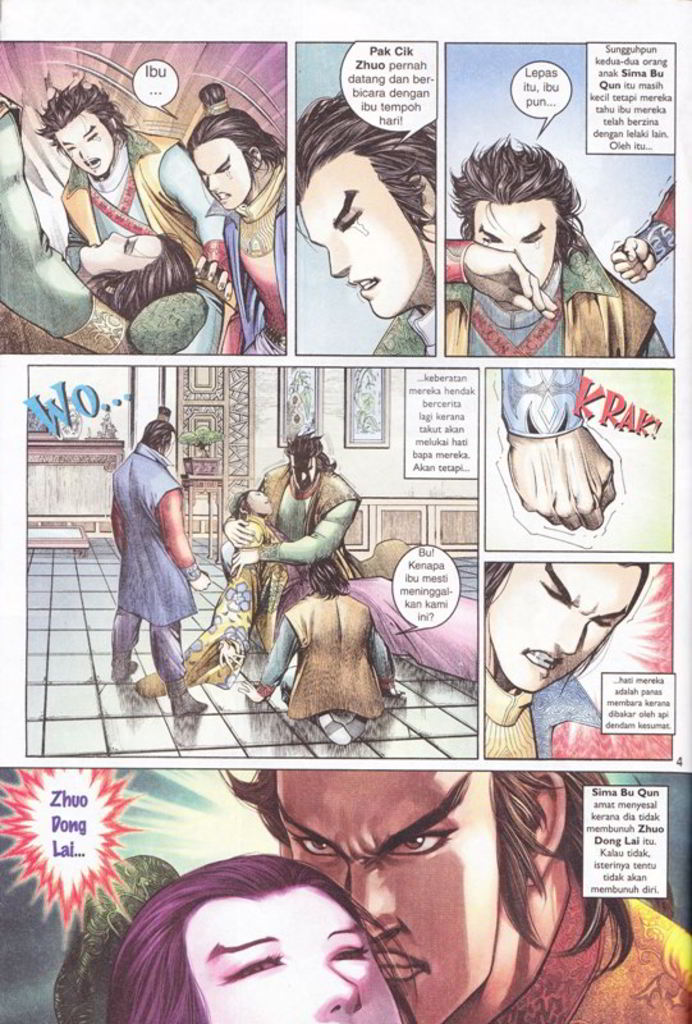 Ibu
...
Pak Cik
Zhuo pernah
datang dan ber-
bicara dengan
ibu tempoh
hari!
Lepas
itu, ibu
pun...
Sungguhpun
kedua-dua orang
anak Sima Bu
Qun itu masih
kecil tetapi mereka
tahu ibu mereka
telah berzina
dengan lelaki lain.
Oleh itu...
WO...
...keberatan
mereka hendak
bercerita
lagi kerana
takut akan
melukai hati
bapa mereka.
Akan tetapi...
Bu!
Kenapa
ibu mesti
meninggal-
kan kami
ini?
KRAK!
...hati mereka
adalah panas
membara kerana
dibakar oleh api
dendam kesumat.
4
Zhuo
Dong
Lai...
Sima Bu Qun
amat menyesal
kerana dia tidak
membunuh Zhuo
Dong Lai itu.
Kalau tidak,
isterinya tentu
tidak akan
membunuh diri.